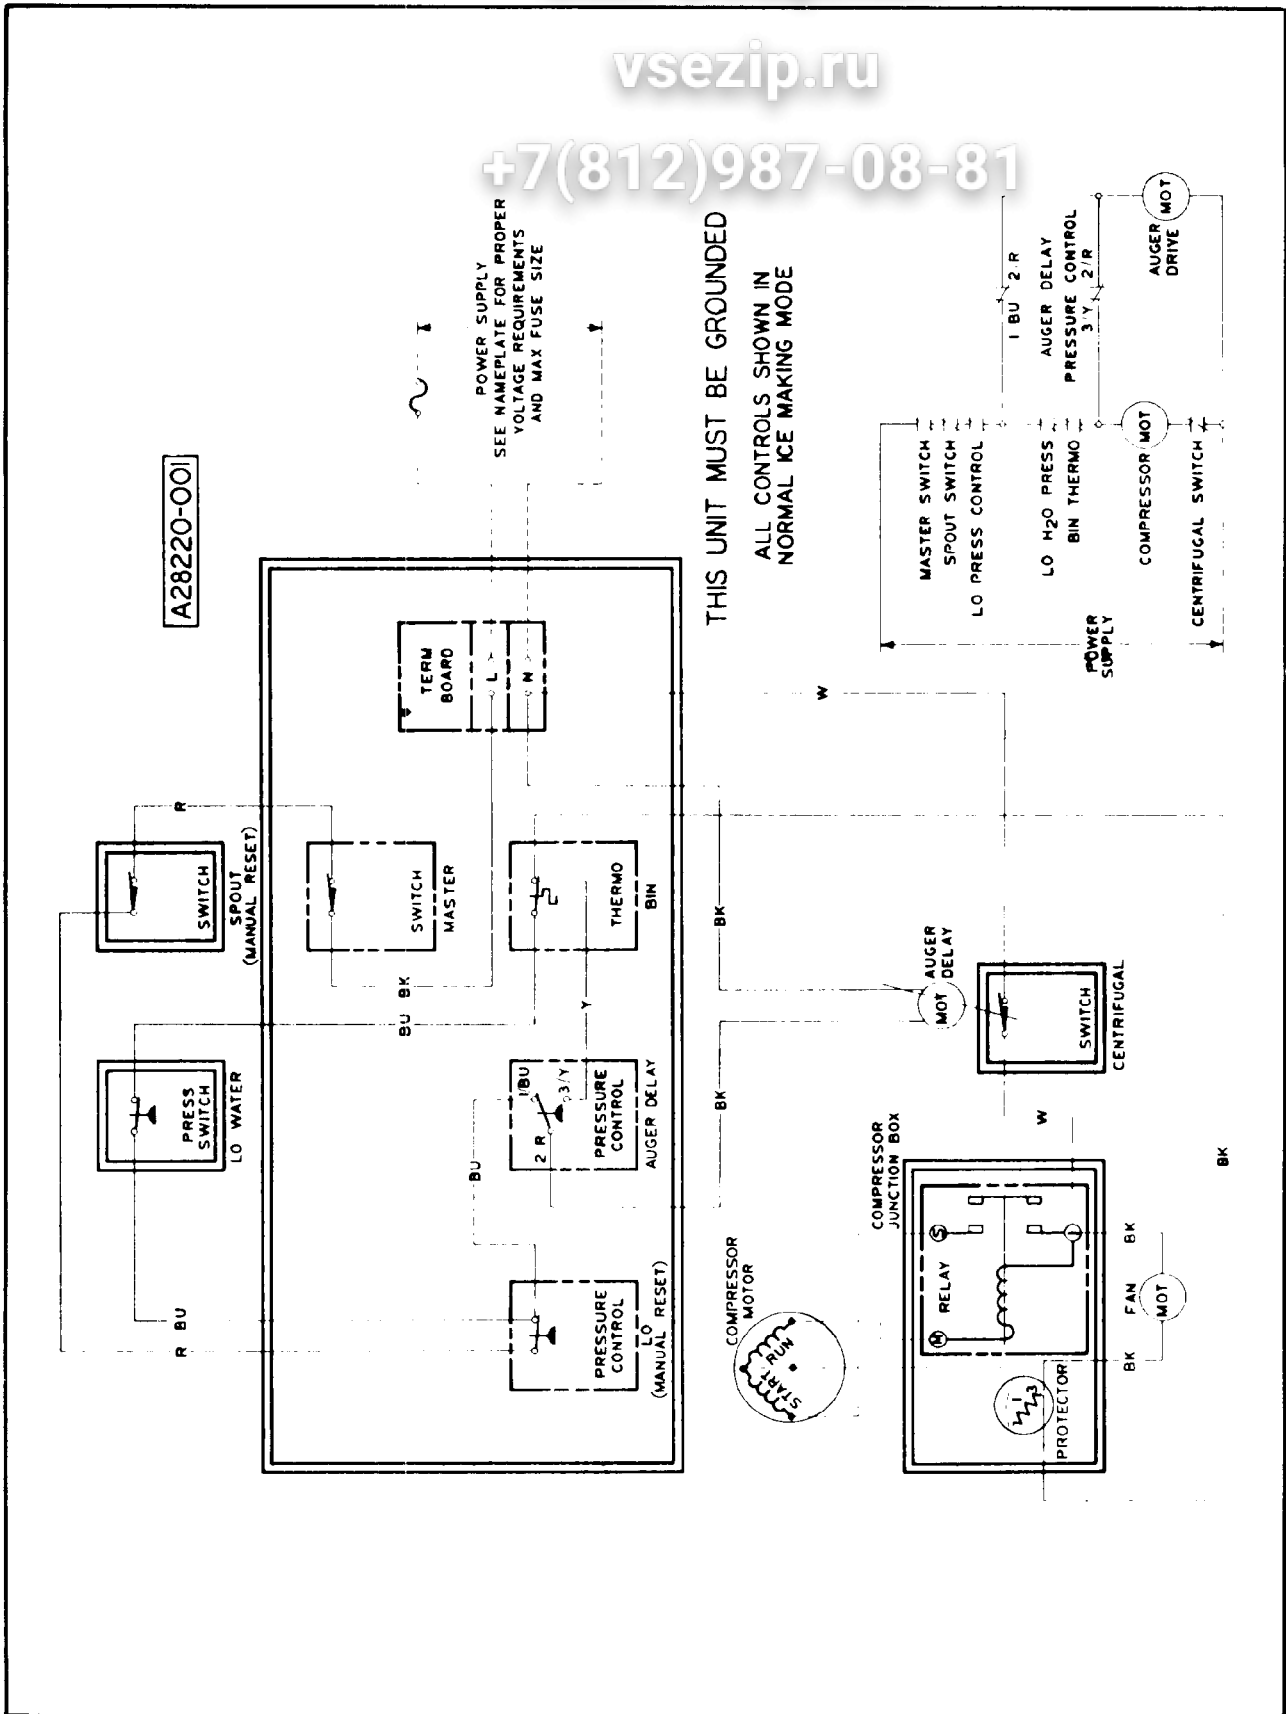 vsezip.ru
+7(812)987-08-81
A28220-001
POWER SUPPLY
SEE NAMEPLATE FOR PROPER
VOLTAGE REQUIREMENTS
AND MAX FUSE SIZE
THIS UNIT MUST BE GROUNDED
ALL CONTROLS SHOWN IN
NORMAL ICE MAKING MODE
TERM
BOARD
L
N
R
SWITCH
SPOUT
(MANUAL RESET)
SWITCH
MASTER
THERMO
BIN
BK
BU
Y
PRESS
SWITCH
LO WATER
1/BU
3/Y
2 R
PRESSURE
CONTROL
AUGER DELAY
BU
R
BU
PRESSURE
CONTROL
LO
(MANUAL RESET)
BK
BK
W
MOT
AUGER
DELAY
SWITCH
CENTRIFUGAL
COMPRESSOR
MOTOR
START
RUN
COMPRESSOR
JUNCTION BOX
S
M
L
RELAY
1
3
PROTECTOR
W
BK
FAN
MOT
BK
BK
POWER
SUPPLY
MASTER SWITCH
SPOUT SWITCH
LO PRESS CONTROL
LO H2O PRESS
BIN THERMO
COMPRESSOR
MOT
CENTRIFUGAL SWITCH
1 BU 2/R
AUGER DELAY
PRESSURE CONTROL
3/Y 2/R
AUGER
DRIVE
MOT